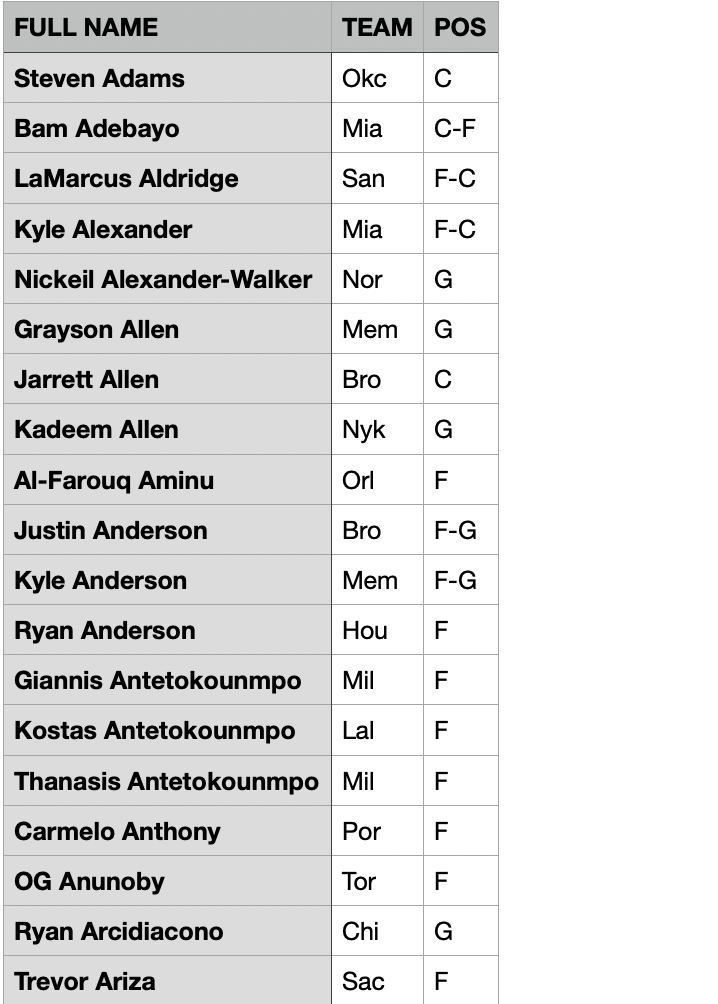 FULL NAME TEAM POS
Steven Adams Okc C
Bam Adebayo Mia C-F
LaMarcus Aldridge San F-C
Kyle Alexander Mia F-C
Nickeil Alexander-Walker Nor G
Grayson Allen Mem G
Jarrett Allen Bro C
Kadeem Allen Nyk G
Al-Farouq Aminu Orl F
Justin Anderson Bro F-G
Kyle Anderson Mem F-G
Ryan Anderson Hou F
Giannis Antetokounmpo Mil F
Kostas Antetokounmpo Lal F
Thanasis Antetokounmpo Mil F
Carmelo Anthony Por F
OG Anunoby Tor F
Ryan Arcidiacono Chi G
Trevor Ariza Sac F